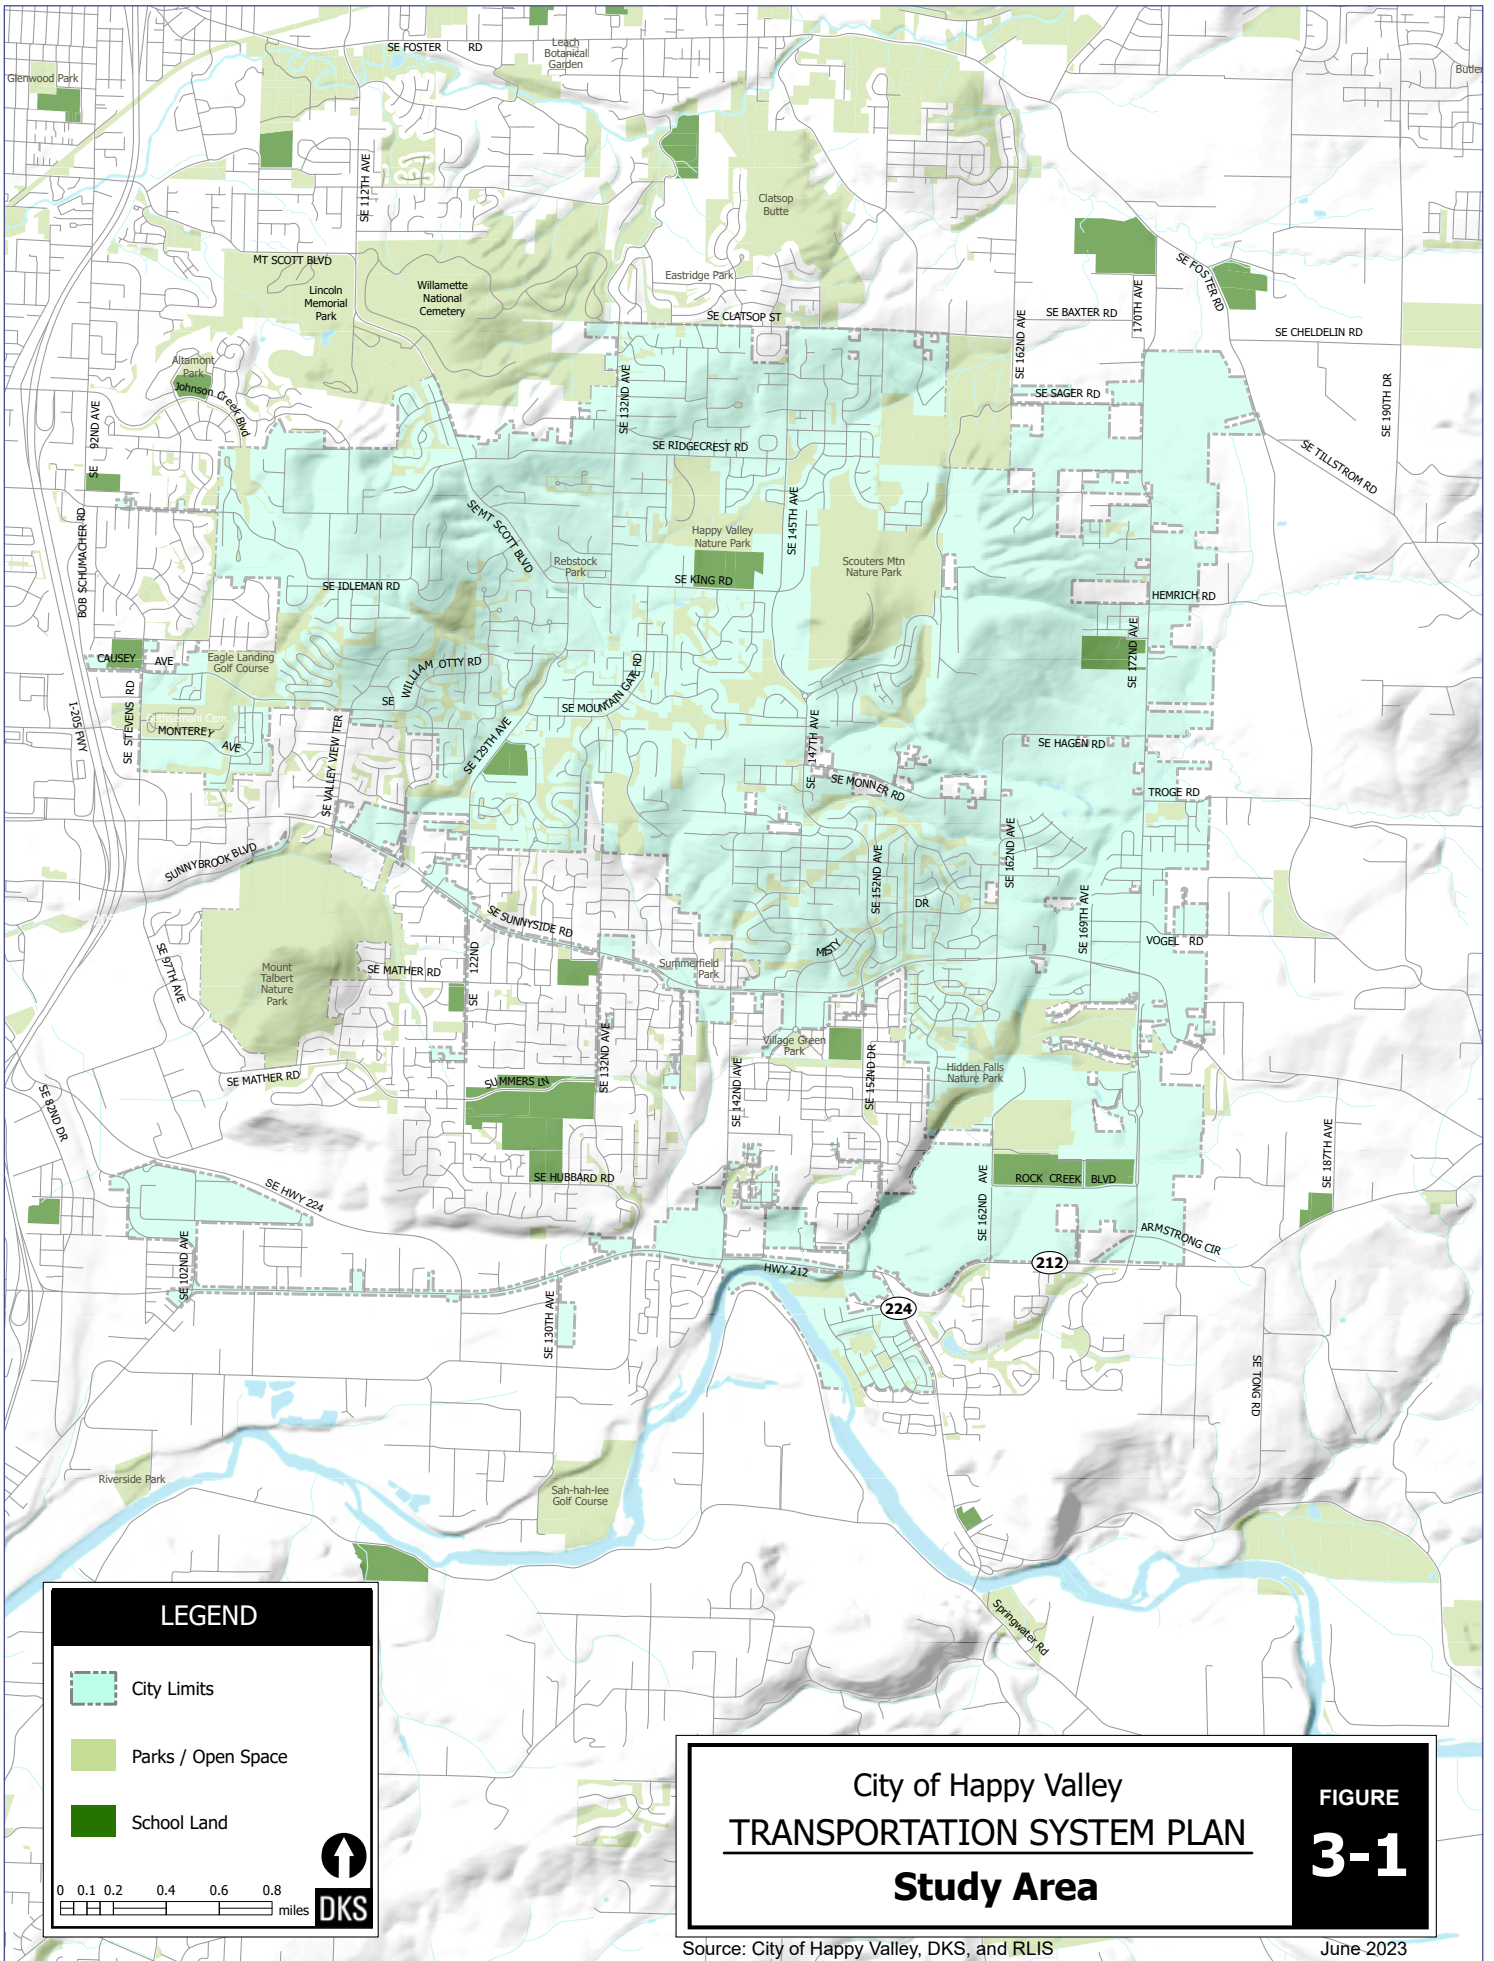 SE FOSTER RD
Leach
Botanical
Garden
Glenwood Park
Butler
SE 112TH AVE
Clatsop
Butte
MT SCOTT BLVD
Lincoln
Memorial
Park
Willamette
National
Cemetery
Eastridge Park
SE CLATSOP ST
SE FOSTER RD
170TH AVE
SE BAXTER RD
SE 162ND AVE
SE CHELDELIN RD
Altamont
Park
Johnson Creek Blvd
SE 132ND AVE
SE SAGER RD
SE 190TH DR
SE 92ND AVE
SE RIDGECREST RD
SE TILLSTROM RD
BOB SCHUMACHER RD
SE MT SCOTT BLVD
SE 145TH AVE
Happy Valley
Nature Park
Rebstock
Park
Scouters Mtn
Nature Park
SE IDLEMAN RD
SE KING RD
HEMRICH RD
CAUSEY AVE
Eagle Landing
Golf Course
SE WILLIAM OTTY RD
SE MOUNTAIN GATE RD
SE 172ND AVE
I-205 FWY
SE STEVENS RD
Gethsemani Cem.
MONTEREY AVE
SE VALLEY VIEW TER
SE 129TH AVE
SE 147TH AVE
SE HAGEN RD
SE MONNER RD
TROGE RD
SUNNYBROOK BLVD
SE 152ND AVE
SE 162ND AVE
SE 169TH AVE
SE SUNNYSIDE RD
MISTY DR
VOGEL RD
SE 97TH AVE
Mount
Talbert
Nature
Park
SE MATHER RD
SE 122ND
Summerfield
Park
SE 132ND AVE
Village Green
Park
SE 142ND AVE
SE 152ND DR
Hidden Falls
Nature Park
SE MATHER RD
SUMMERS LN
SE 82ND DR
SE 187TH AVE
SE HUBBARD RD
SE 162ND AVE
ROCK CREEK BLVD
SE HWY 224
ARMSTRONG CIR
SE 102ND AVE
HWY 212
212
224
SE 130TH AVE
SE TONG RD
Riverside Park
Sah-hah-lee
Golf Course
Springwater Rd
LEGEND
City Limits
Parks / Open Space
School Land
0 0.1 0.2 0.4 0.6 0.8
miles
DKS
City of Happy Valley
TRANSPORTATION SYSTEM PLAN
Study Area
FIGURE
3-1
Source: City of Happy Valley, DKS, and RLIS
June 2023